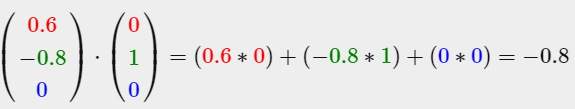 ( 0.6 −0.8 0 ) · ( 0 1 0 ) = (0.6 * 0) + (−0.8 * 1) + (0 * 0) = −0.8